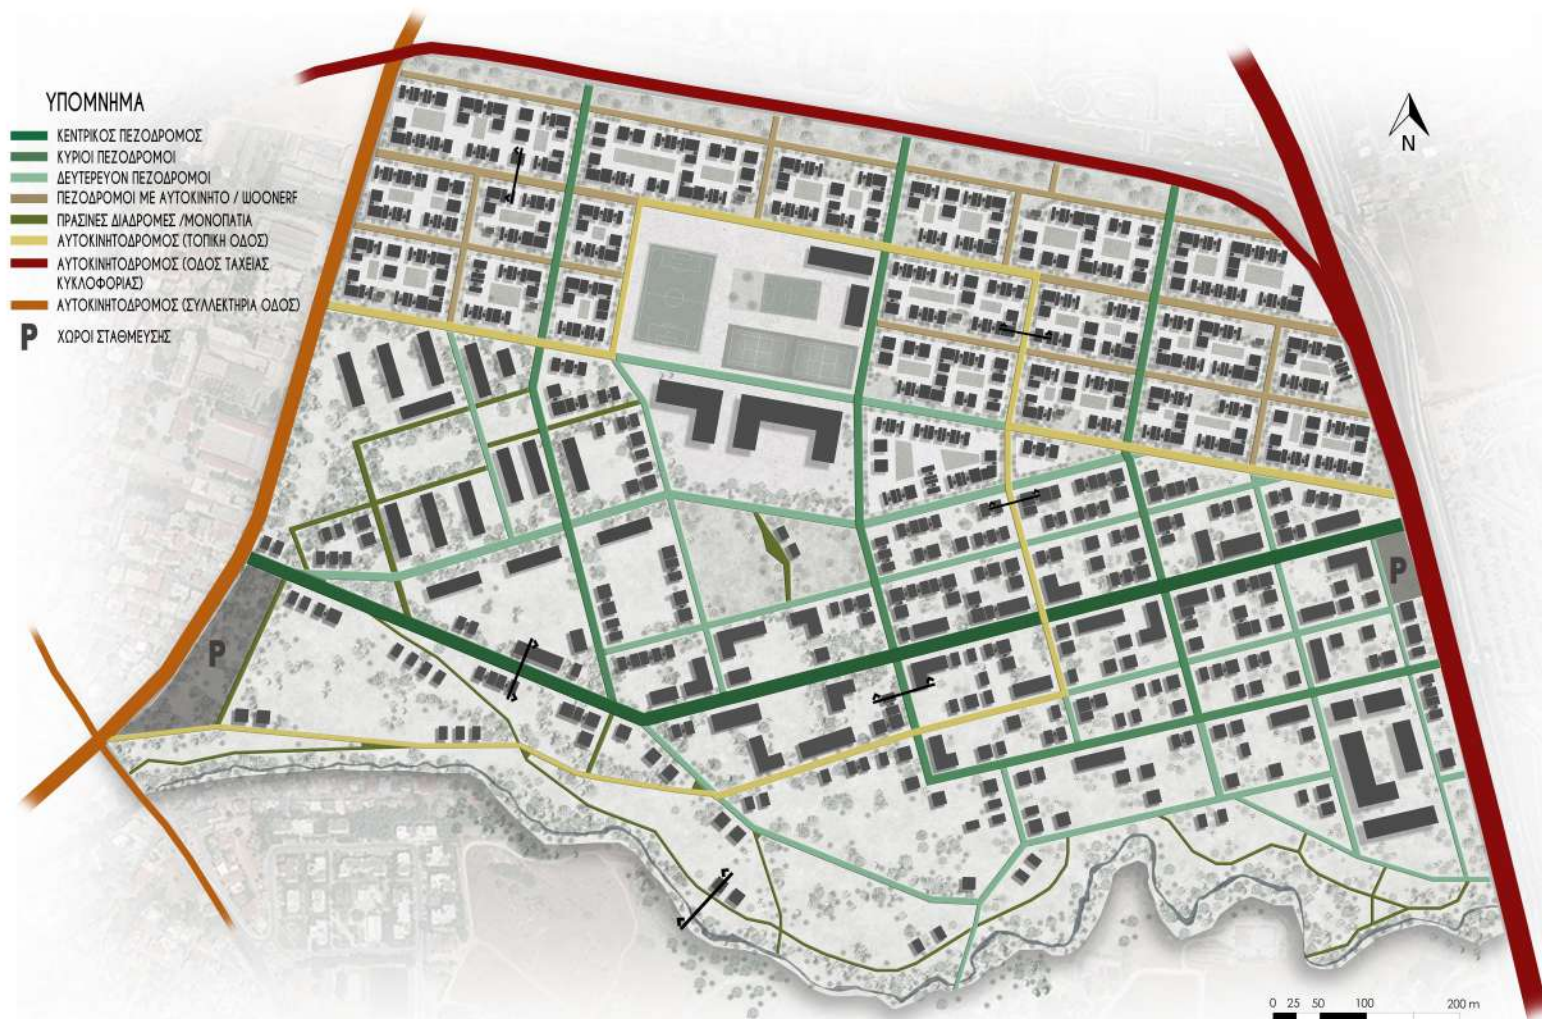 ΥΠΟΜΝΗΜΑ
ΚΕΝΤΡΙΚΟΣ ΠΕΖΟΔΡΟΜΟΣ
ΚΥΡΙΟΙ ΠΕΖΟΔΡΟΜΟΙ
ΔΕΥΤΕΡΕΥΟΝ ΠΕΖΟΔΡΟΜΟΙ
ΠΕΖΟΔΡΟΜΟΙ ΜΕ ΑΥΤΟΚΙΝΗΤΟ / WOONERF
ΠΡΑΣΙΝΕΣ ΔΙΑΔΡΟΜΕΣ /ΜΟΝΟΠΑΤΙΑ
ΑΥΤΟΚΙΝΗΤΟΔΡΟΜΟΣ (ΤΟΠΙΚΗ ΟΔΟΣ)
ΑΥΤΟΚΙΝΗΤΟΔΡΟΜΟΣ (ΟΔΟΣ ΤΑΧΕΙΑΣ
ΚΥΚΛΟΦΟΡΙΑΣ)
ΑΥΤΟΚΙΝΗΤΟΔΡΟΜΟΣ (ΣΥΛΛΕΚΤΗΡΙΑ ΟΔΟΣ)
P ΧΩΡΟΙ ΣΤΑΘΜΕΥΣΗΣ
N
P
P
0 25 50 100 200 m